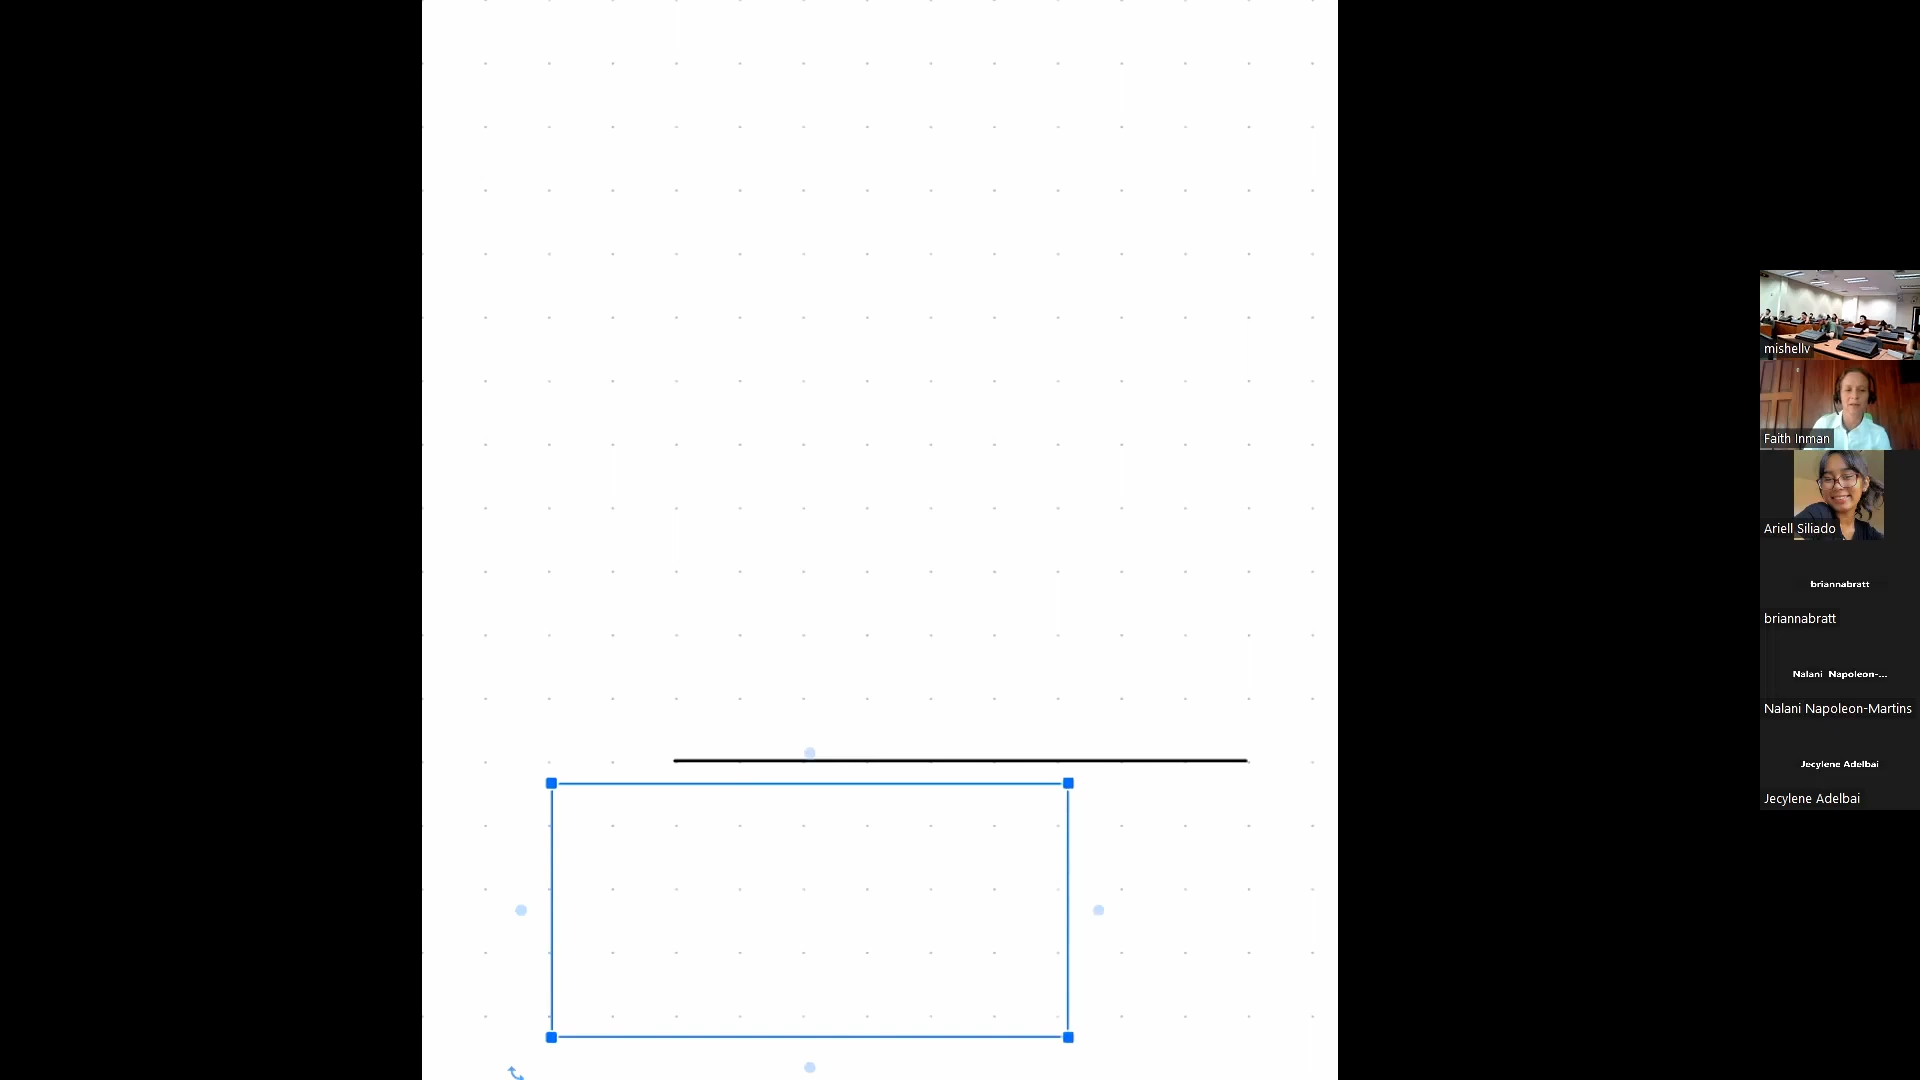 mishellv
Faith Inman
Ariell Siliado
briannabratt
briannabratt
Nalani Napoleon-...
Nalani Napoleon-Martins
Jecylene Adelbai
Jecylene Adelbai